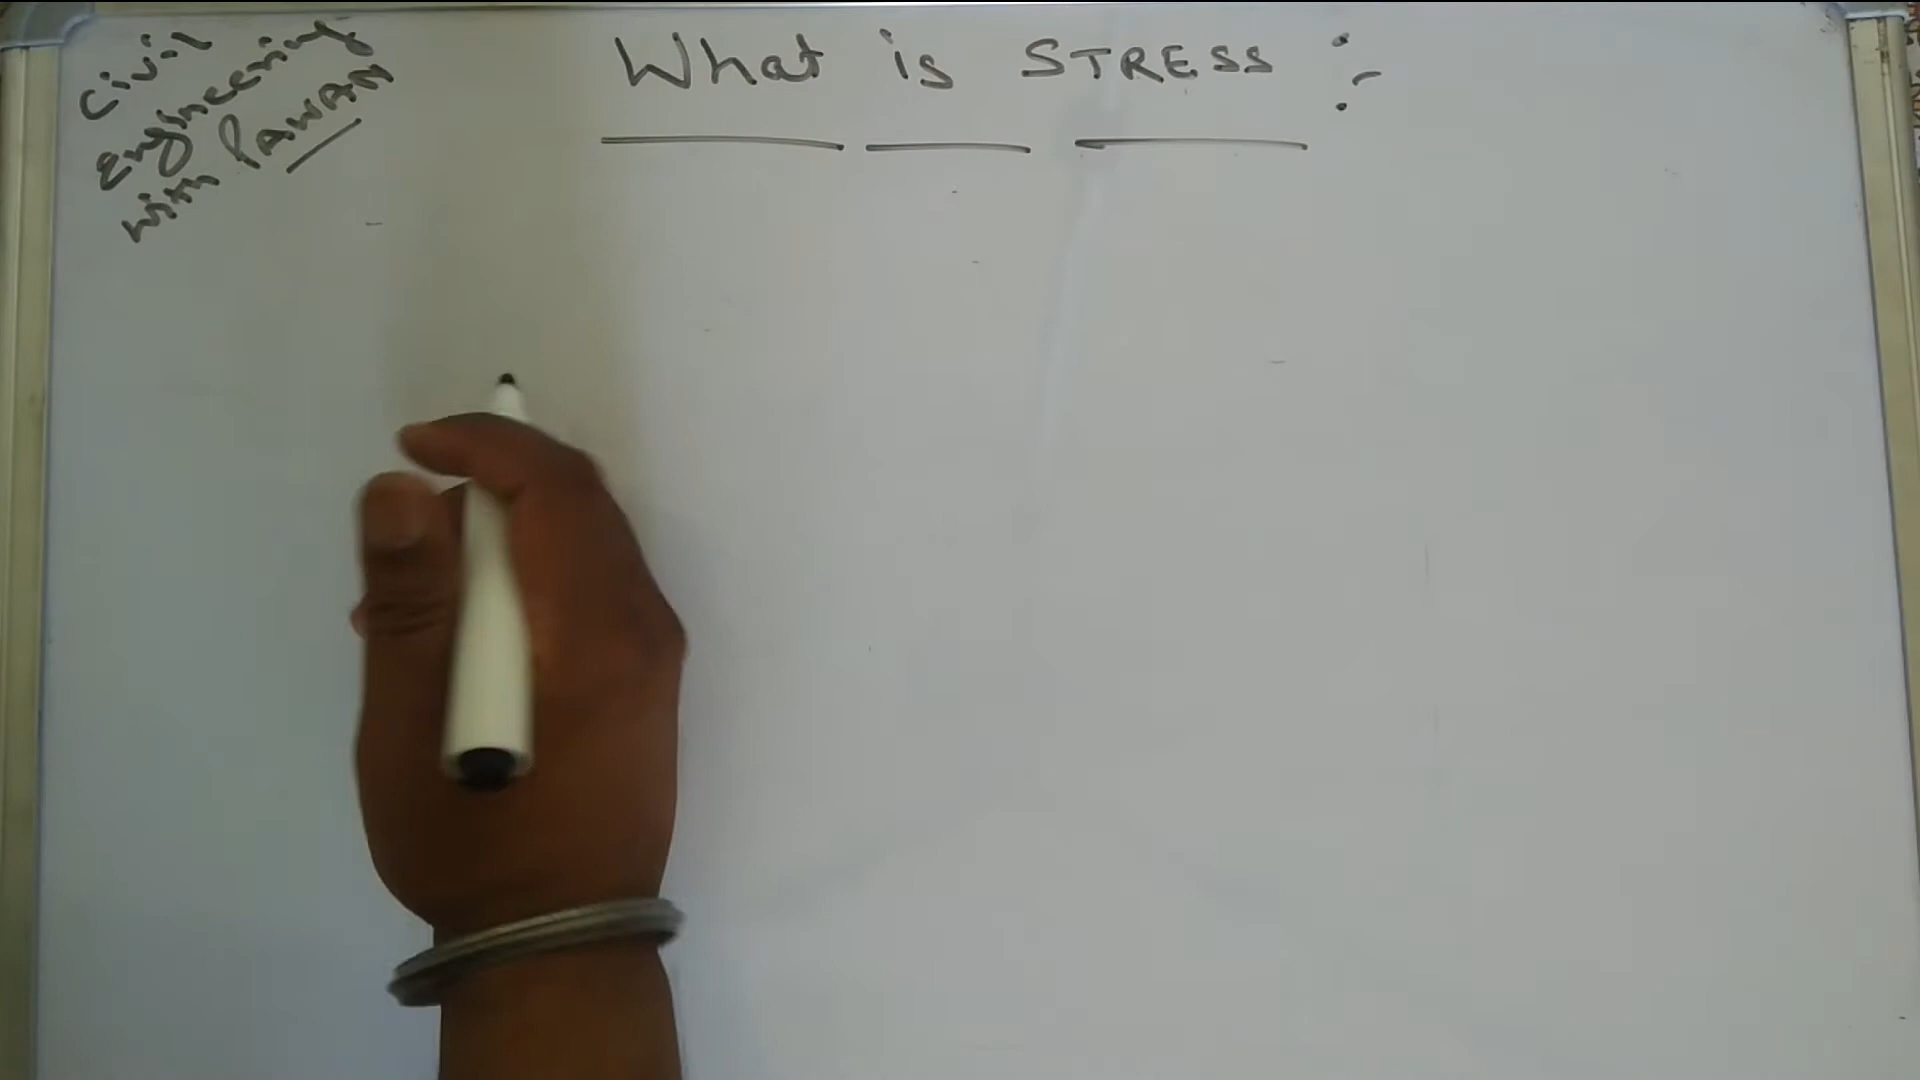 What is STRESS :-
Civil
Engineering
with PAWAN